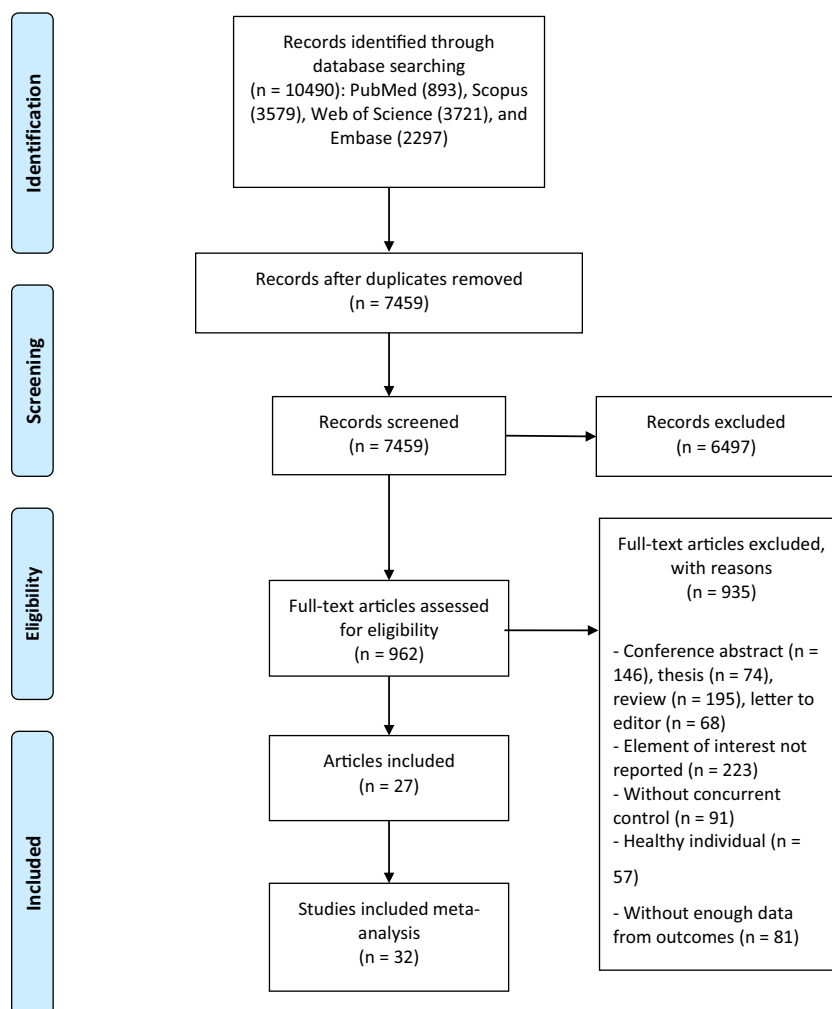 Identification
Records identified through
database searching
(n = 10490): PubMed (893), Scopus
(3579), Web of Science (3721), and
Embase (2297)
Records after duplicates removed
(n = 7459)
Screening
Records screened
(n = 7459)
Records excluded
(n = 6497)
Eligibility
Full-text articles assessed
for eligibility
(n = 962)
Full-text articles excluded,
with reasons
(n = 935)
- Conference abstract (n =
146), thesis (n = 74),
review (n = 195), letter to
editor (n = 68)
- Element of interest not
reported (n = 223)
- Without concurrent
control (n = 91)
- Healthy individual (n =
57)
- Without enough data
from outcomes (n = 81)
Included
Articles included
(n = 27)
Studies included meta-
analysis
(n = 32)